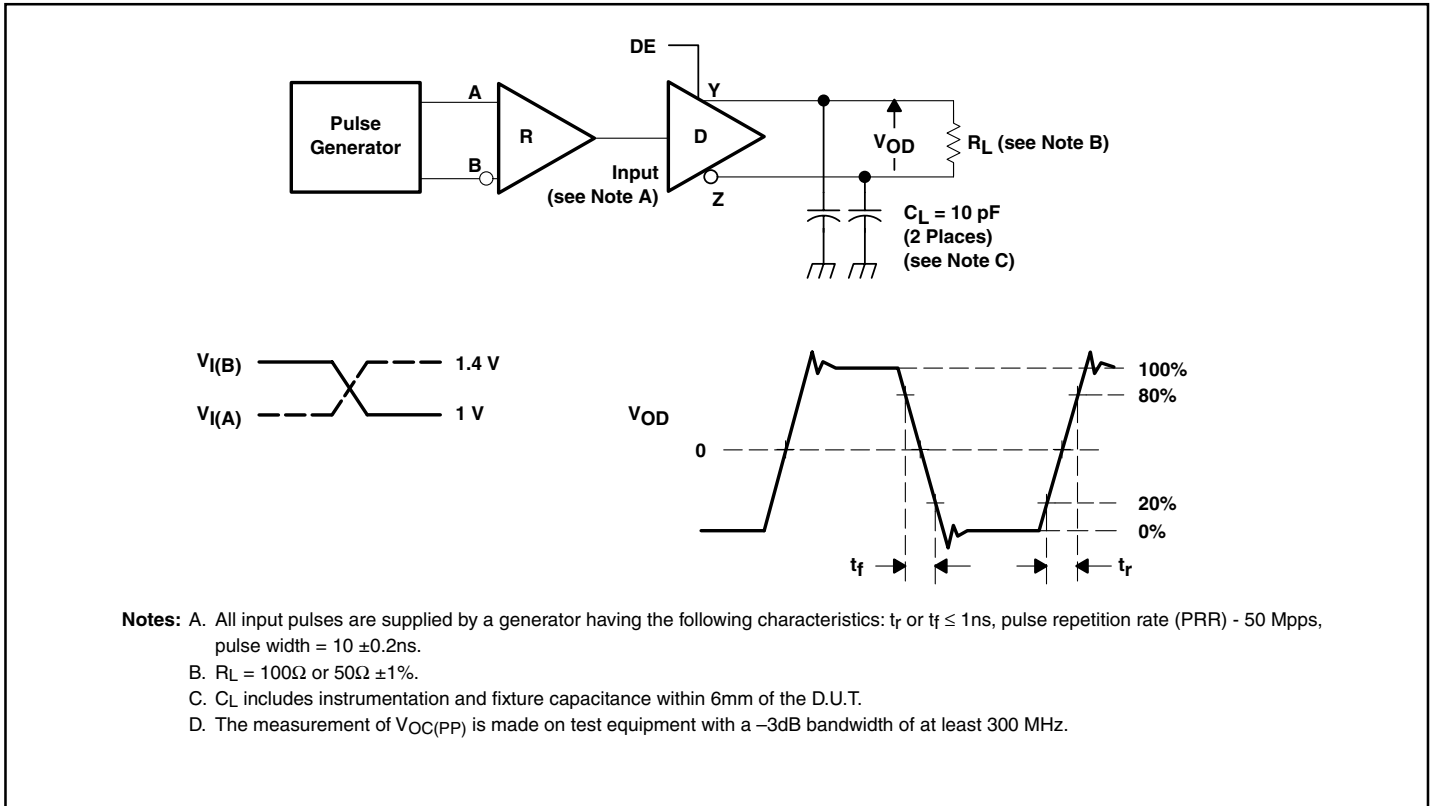 DE
Pulse
Generator
A
B
R
Input
(see Note A)
D
Y
Z
VOD
RL (see Note B)
CL = 10 pF
(2 Places)
(see Note C)
VI(B)
VI(A)
1.4 V
1 V
VOD
0
100%
80%
20%
0%
tf
tr
Notes: A. All input pulses are supplied by a generator having the following characteristics: tr or tf ≤ 1ns, pulse repetition rate (PRR) - 50 Mpps,
pulse width = 10 ±0.2ns.
B. RL = 100Ω or 50Ω ±1%.
C. CL includes instrumentation and fixture capacitance within 6mm of the D.U.T.
D. The measurement of VOC(PP) is made on test equipment with a –3dB bandwidth of at least 300 MHz.